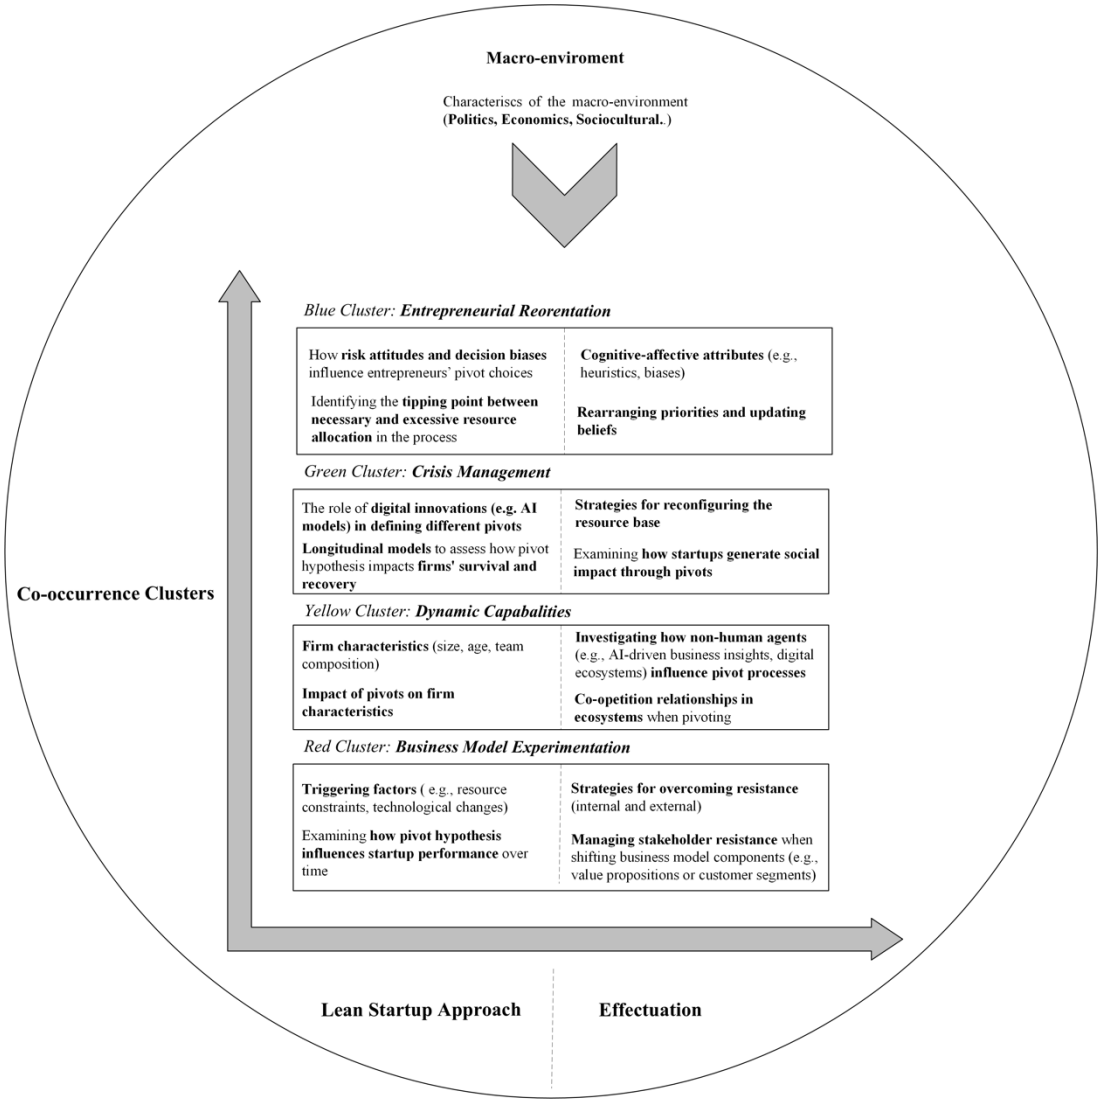 Macro-enviroment
Characteriscs of the macro-environment
(Politics, Economics, Sociocultural..)
Blue Cluster: Entrepreneurial Reorentation
How risk attitudes and decision biases
influence entrepreneurs' pivot choices
Identifying the tipping point between
necessary and excessive resource
allocation in the process
Cognitive-affective attributes (e.g.,
heuristics, biases)
Rearranging priorities and updating
beliefs
Green Cluster: Crisis Management
The role of digital innovations (e.g. AI
models) in defining different pivots
Longitudinal models to assess how pivot
hypothesis impacts firms' survival and
recovery
Strategies for reconfiguring the
resource base
Examining how startups generate social
impact through pivots
Co-occurrence Clusters
Yellow Cluster: Dynamic Capabalities
Firm characteristics (size, age, team
composition)
Impact of pivots on firm
characteristics
Investigating how non-human agents
(e.g., AI-driven business insights, digital
ecosystems) influence pivot processes
Co-opetition relationships in
ecosystems when pivoting
Red Cluster: Business Model Experimentation
Triggering factors ( e.g., resource
constraints, technological changes)
Examining how pivot hypothesis
influences startup performance over
time
Strategies for overcoming resistance
(internal and external)
Managing stakeholder resistance when
shifting business model components (e.g.,
value propositions or customer segments)
Lean Startup Approach
Effectuation